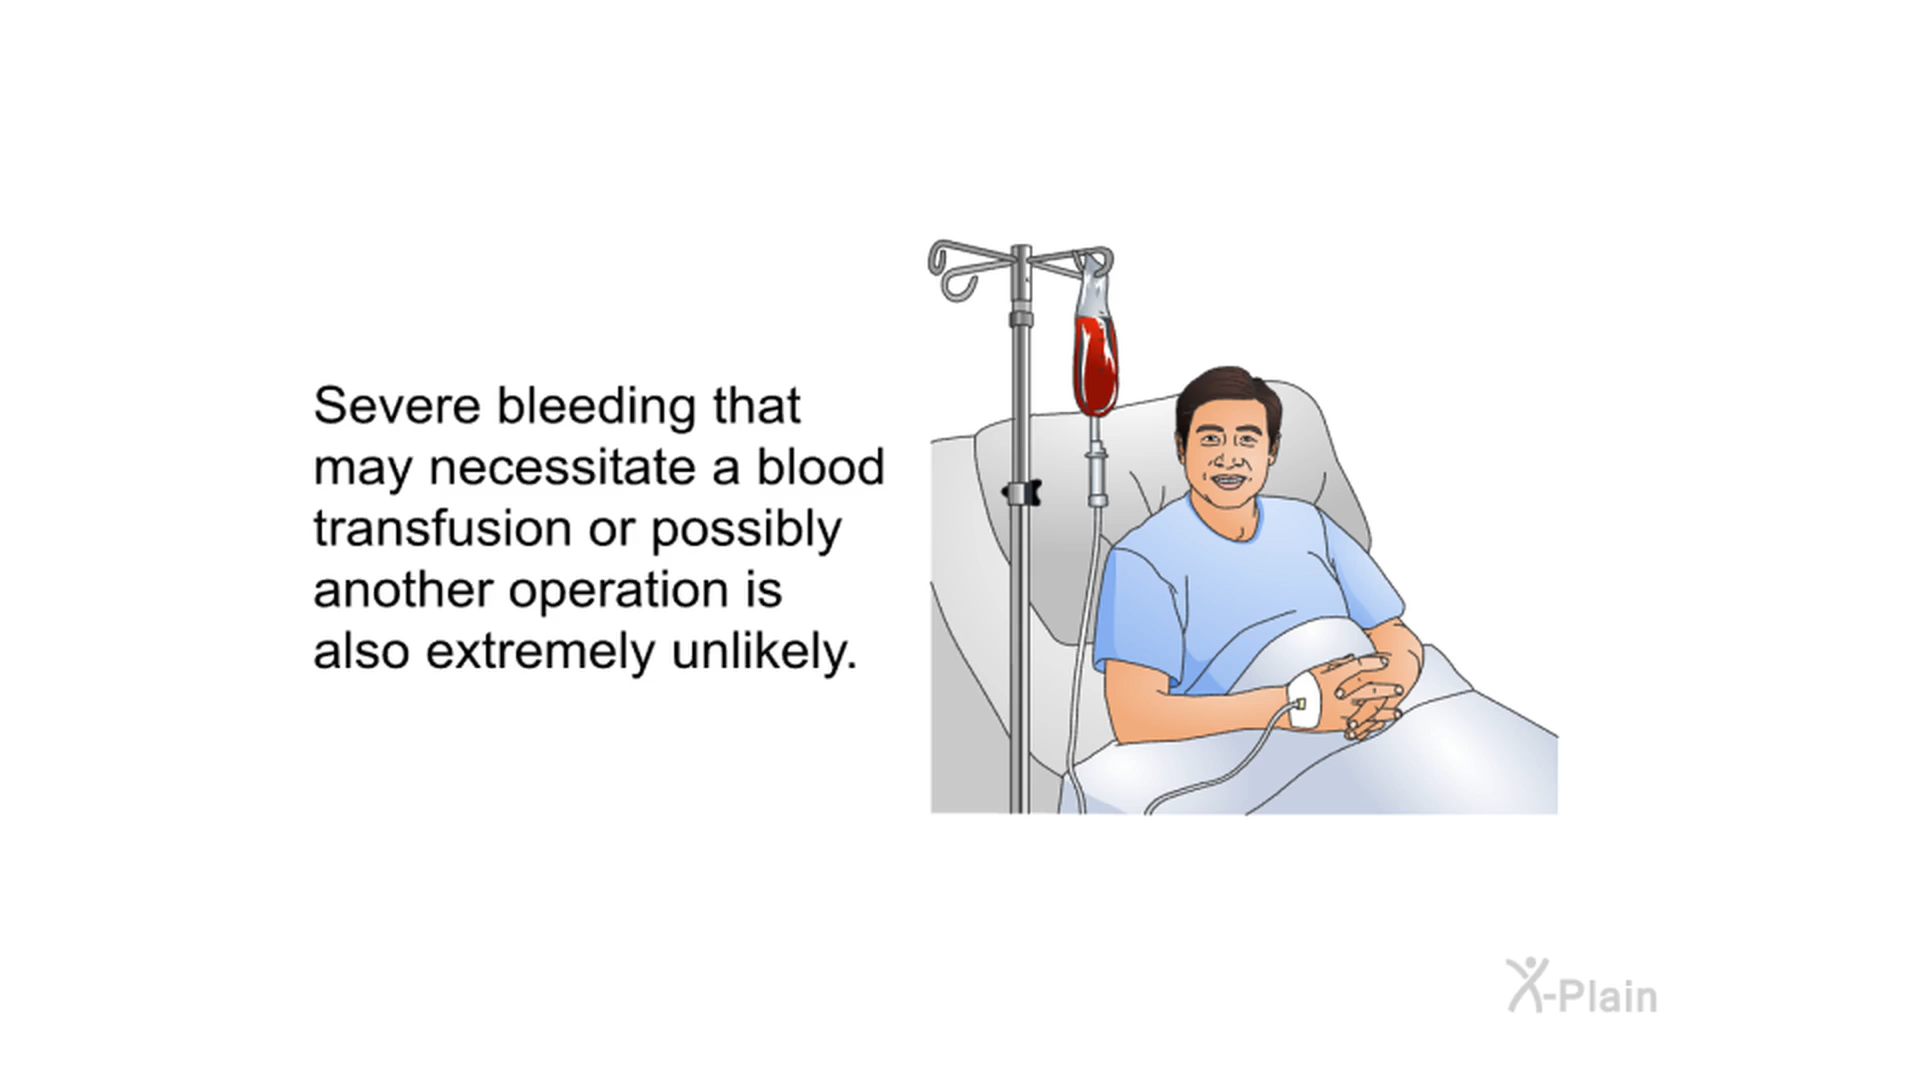 Severe bleeding that
may necessitate a blood
transfusion or possibly
another operation is
also extremely unlikely.
X-Plain